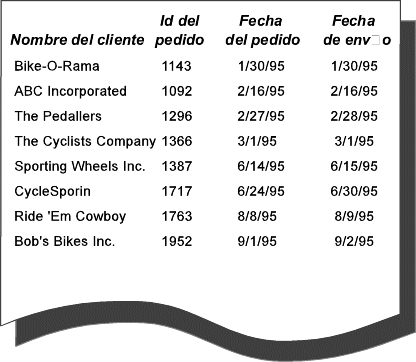 Id del Fecha Fecha
Nombre del cliente pedido del pedido de env□o
Bike-O-Rama 1143 1/30/95 1/30/95
ABC Incorporated 1092 2/16/95 2/16/95
The Pedallers 1296 2/27/95 2/28/95
The Cyclists Company 1366 3/1/95 3/1/95
Sporting Wheels Inc. 1387 6/14/95 6/15/95
CycleSporin 1717 6/24/95 6/30/95
Ride 'Em Cowboy 1763 8/8/95 8/9/95
Bob's Bikes Inc. 1952 9/1/95 9/2/95